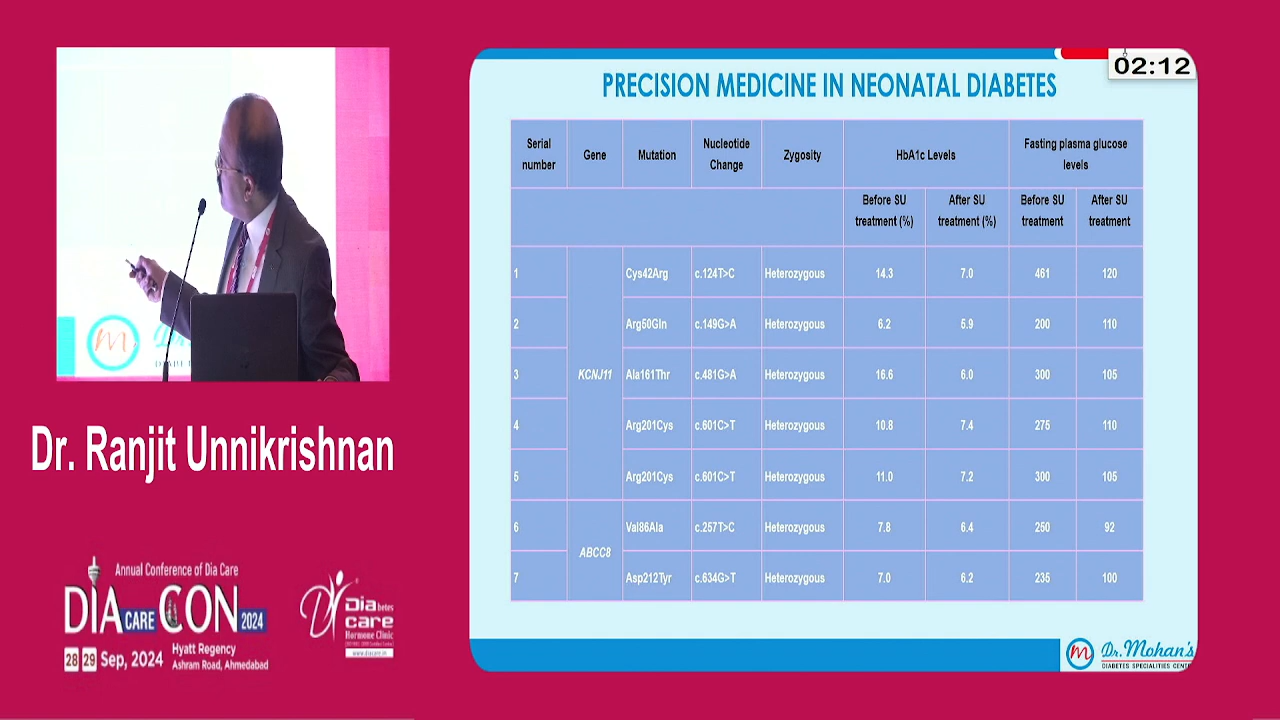 02:12
PRECISION MEDICINE IN NEONATAL DIABETES
Serial number Gene Mutation Nucleotide Change Zygosity HbA1c Levels Fasting plasma glucose levels
Before SU treatment (%) After SU treatment (%) Before SU treatment After SU treatment
1 KCNJ11 Cys42Arg c.124T>C Heterozygous 14.3 7.0 461 120
2 Arg50Gln c.149G>A Heterozygous 6.2 5.9 200 110
3 Ala161Thr c.481G>A Heterozygous 16.6 6.0 300 105
4 Arg201Cys c.601C>T Heterozygous 10.8 7.4 275 110
5 Arg201Cys c.601C>T Heterozygous 11.0 7.2 300 105
6 ABCC8 Val86Ala c.257T>C Heterozygous 7.8 6.4 250 92
7 Asp212Tyr c.634G>T Heterozygous 7.0 6.2 235 100
m Dr. Mohan's
DIABETES SPECIALITIES CENT
m
Dr. Ranjit Unnikrishnan
Annual Conference of Dia Care
DIA CARE CON 2024
28 29 Sep, 2024
Hyatt Regency
Ashram Road, Ahmedabad
Diabetes
care
Hormone Clinic
www.diacare.in